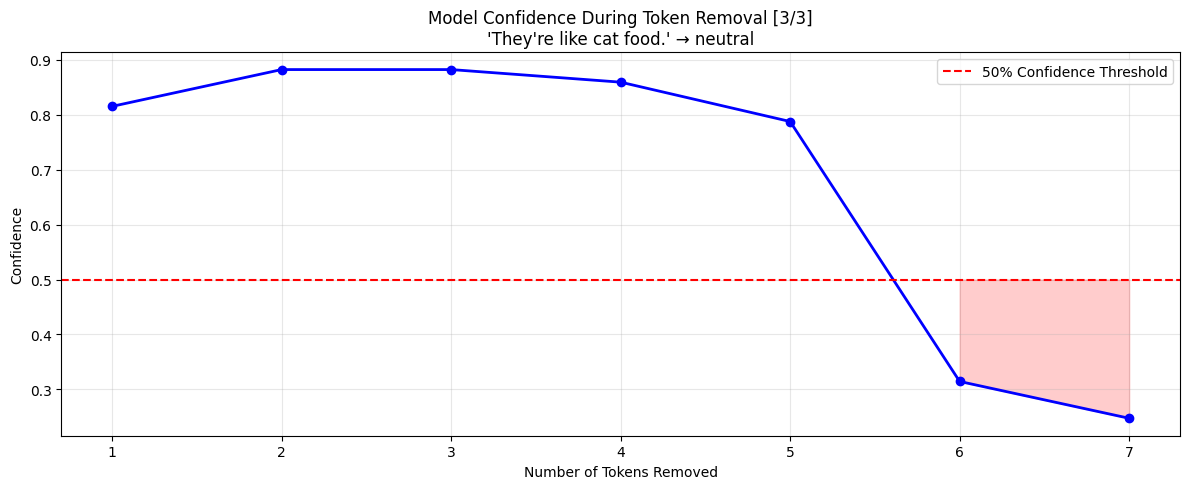 Model Confidence During Token Removal [3/3]
'They're like cat food.' → neutral
50% Confidence Threshold
Confidence
0.9
0.8
0.7
0.6
0.5
0.4
0.3
1 2 3 4 5 6 7
Number of Tokens Removed